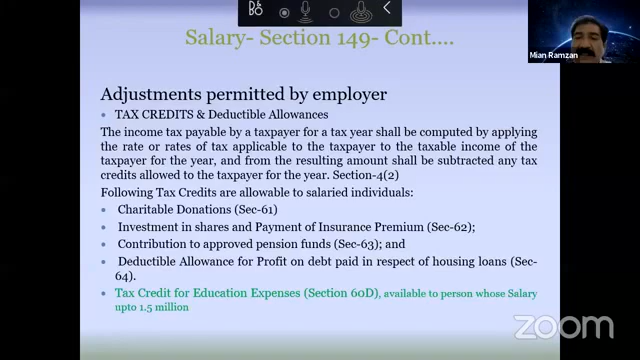 Salary- Section 149- Cont....
Mian Ramzan
Adjustments permitted by employer
TAX CREDITS & Deductible Allowances
The income tax payable by a taxpayer for a tax year shall be computed by applying
the rate or rates of tax applicable to the taxpayer to the taxable income of the
taxpayer for the year, and from the resulting amount shall be subtracted any tax
credits allowed to the taxpayer for the year. Section-4(2)
Following Tax Credits are allowable to salaried individuals:
Charitable Donations (Sec-61)
Investment in shares and Payment of Insurance Premium (Sec-62);
Contribution to approved pension funds (Sec-63); and
Deductible Allowance for Profit on debt paid in respect of housing loans (Sec-
64).
Tax Credit for Education Expenses (Section 60D), available to person whose Salary
upto 1.5 million
zoom